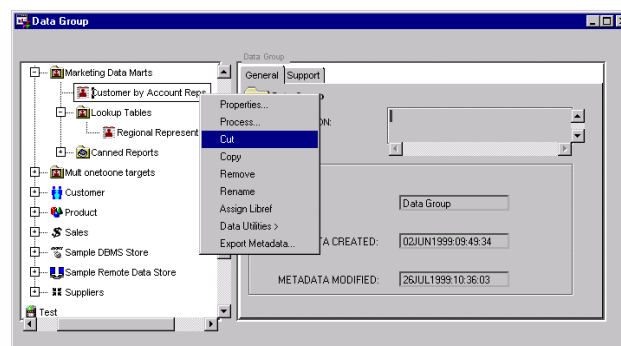 Data Group
Marketing Data Marts
Customer by Account Reps
Lookup Tables
Regional Represent
Canned Reports
Mult onetoone targets
Customer
Product
Sales
Sample DBMS Store
Sample Remote Data Store
Suppliers
Test
Properties...
Process...
Cut
Copy
Remove
Rename
Assign Libref
Data Utilities >
Export Metadata...
Data Group
General Support
ON:
Data Group
TA CREATED: 02JUN1999:09:49:34
METADATA MODIFIED: 26JUL1999:10:36:03